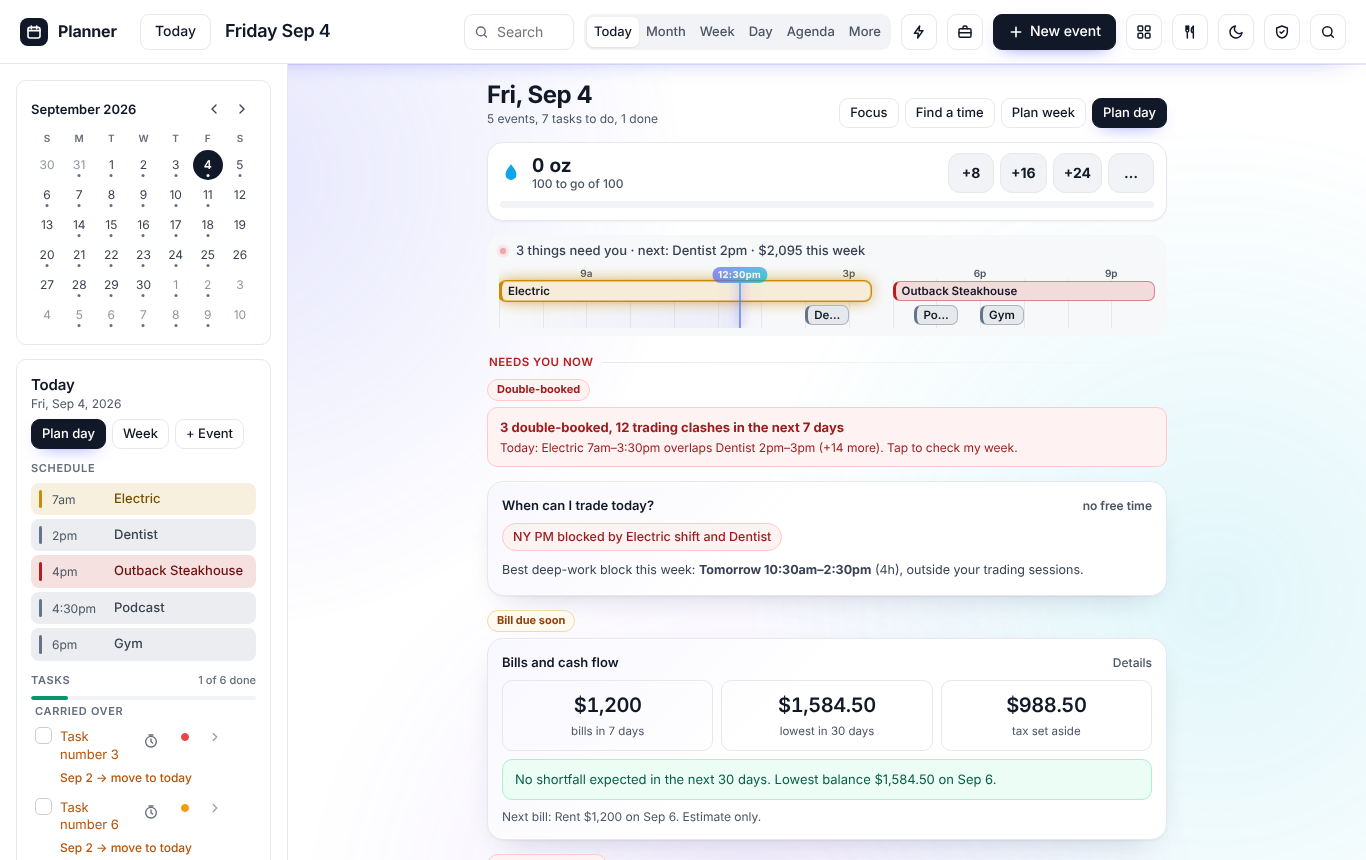 Planner
Today
Friday Sep 4
Search
Today Month Week Day Agenda More
+ New event
September 2026
S M T W T F S
30 31 1 2 3 4 5
6 7 8 9 10 11 12
13 14 15 16 17 18 19
20 21 22 23 24 25 26
27 28 29 30 1 2 3
4 5 6 7 8 9 10
Today
Fri, Sep 4, 2026
Plan day Week + Event
SCHEDULE
7am Electric
2pm Dentist
4pm Outback Steakhouse
4:30pm Podcast
6pm Gym
TASKS 1 of 6 done
CARRIED OVER
Task
number 3
Sep 2 → move to today
Task
number 6
Sep 2 → move to today
Fri, Sep 4
5 events, 7 tasks to do, 1 done
Focus Find a time Plan week Plan day
0 oz
100 to go of 100
+8 +16 +24 ...
3 things need you · next: Dentist 2pm · $2,095 this week
9a 12:30pm 3p 6p 9p
Electric Outback Steakhouse
De... Po... Gym
NEEDS YOU NOW
Double-booked
3 double-booked, 12 trading clashes in the next 7 days
Today: Electric 7am–3:30pm overlaps Dentist 2pm–3pm (+14 more). Tap to check my week.
When can I trade today? no free time
NY PM blocked by Electric shift and Dentist
Best deep-work block this week: Tomorrow 10:30am–2:30pm (4h), outside your trading sessions.
Bill due soon
Bills and cash flow Details
$1,200 $1,584.50 $988.50
bills in 7 days lowest in 30 days tax set aside
No shortfall expected in the next 30 days. Lowest balance $1,584.50 on Sep 6.
Next bill: Rent $1,200 on Sep 6. Estimate only.